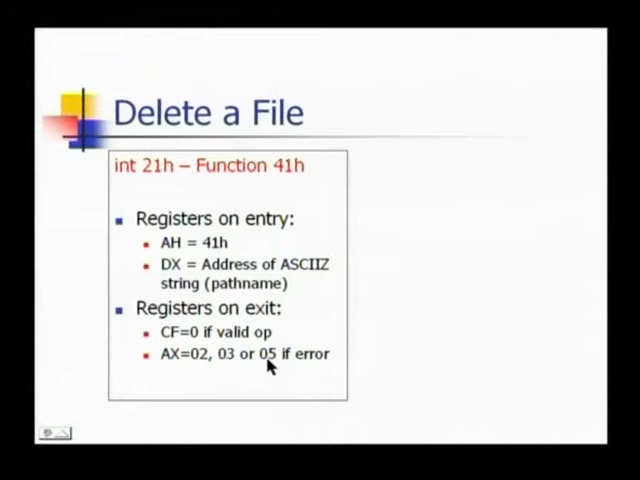 Delete a File
int 21h – Function 41h
Registers on entry:
AH = 41h
DX = Address of ASCIIZ
string (pathname)
Registers on exit:
CF=0 if valid op
AX=02, 03 or 05 if error